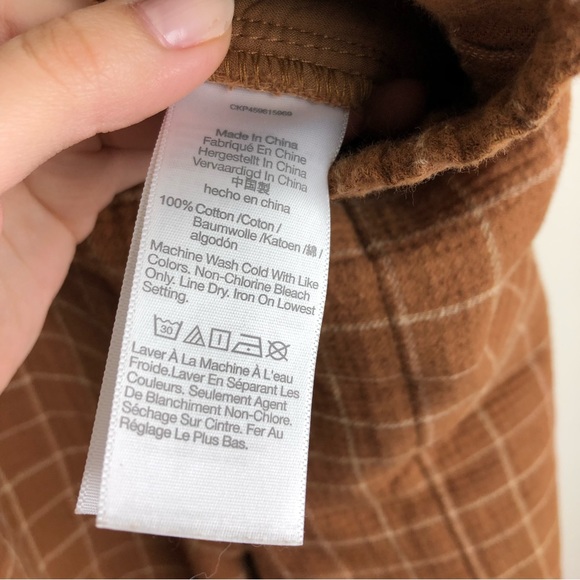 CKP459615969
Made In China
Fabriqué En Chine
Hergestellt In China
Vervaardigd In China
中国製
hecho en china
100% Cotton /Coton /
Baumwolle /Katoen /綿 /
algodón
Machine Wash Cold With Like
Colors. Non-Chlorine Bleach
Only. Line Dry. Iron On Lowest
Setting.
30
Laver À La Machine À L'eau
Froide.Laver En Séparant Les
Couleurs. Seulement Agent
De Blanchiment Non-Chlore.
Séchage Sur Cintre. Fer Au
Réglage Le Plus Bas.